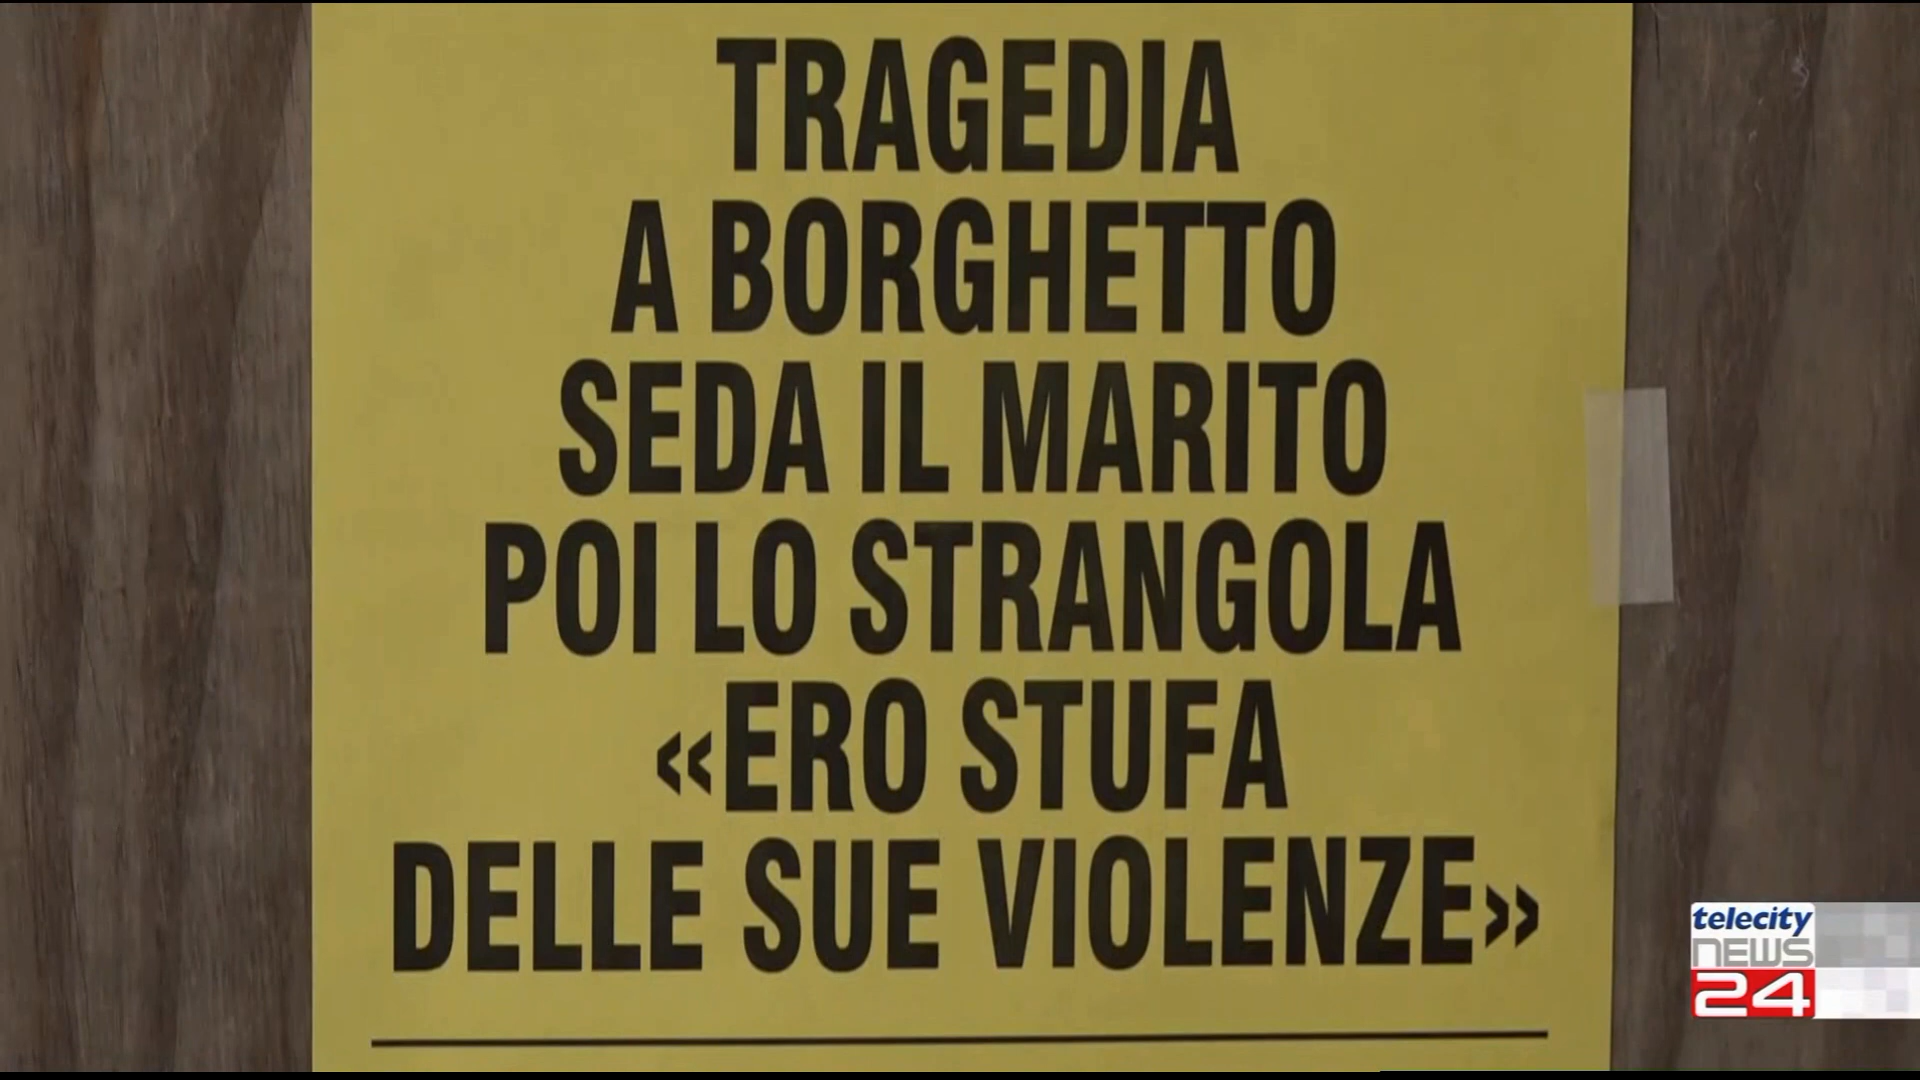 TRAGEDIA
A BORGHETTO
SEDA IL MARITO
POI LO STRANGOLA
«ERO STUFA
DELLE SUE VIOLENZE»
telecity
NEWS
24